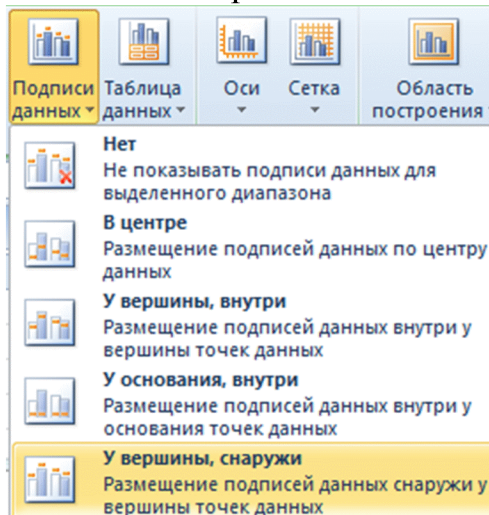 Подписи данных
Таблица данных
Оси
Сетка
Область построения
Нет
Не показывать подписи данных для
выделенного диапазона
В центре
Размещение подписей данных по центру
данных
У вершины, внутри
Размещение подписей данных внутри у
вершины точек данных
У основания, внутри
Размещение подписей данных внутри у
основания точек данных
У вершины, снаружи
Размещение подписей данных снаружи у
вершины точек данных